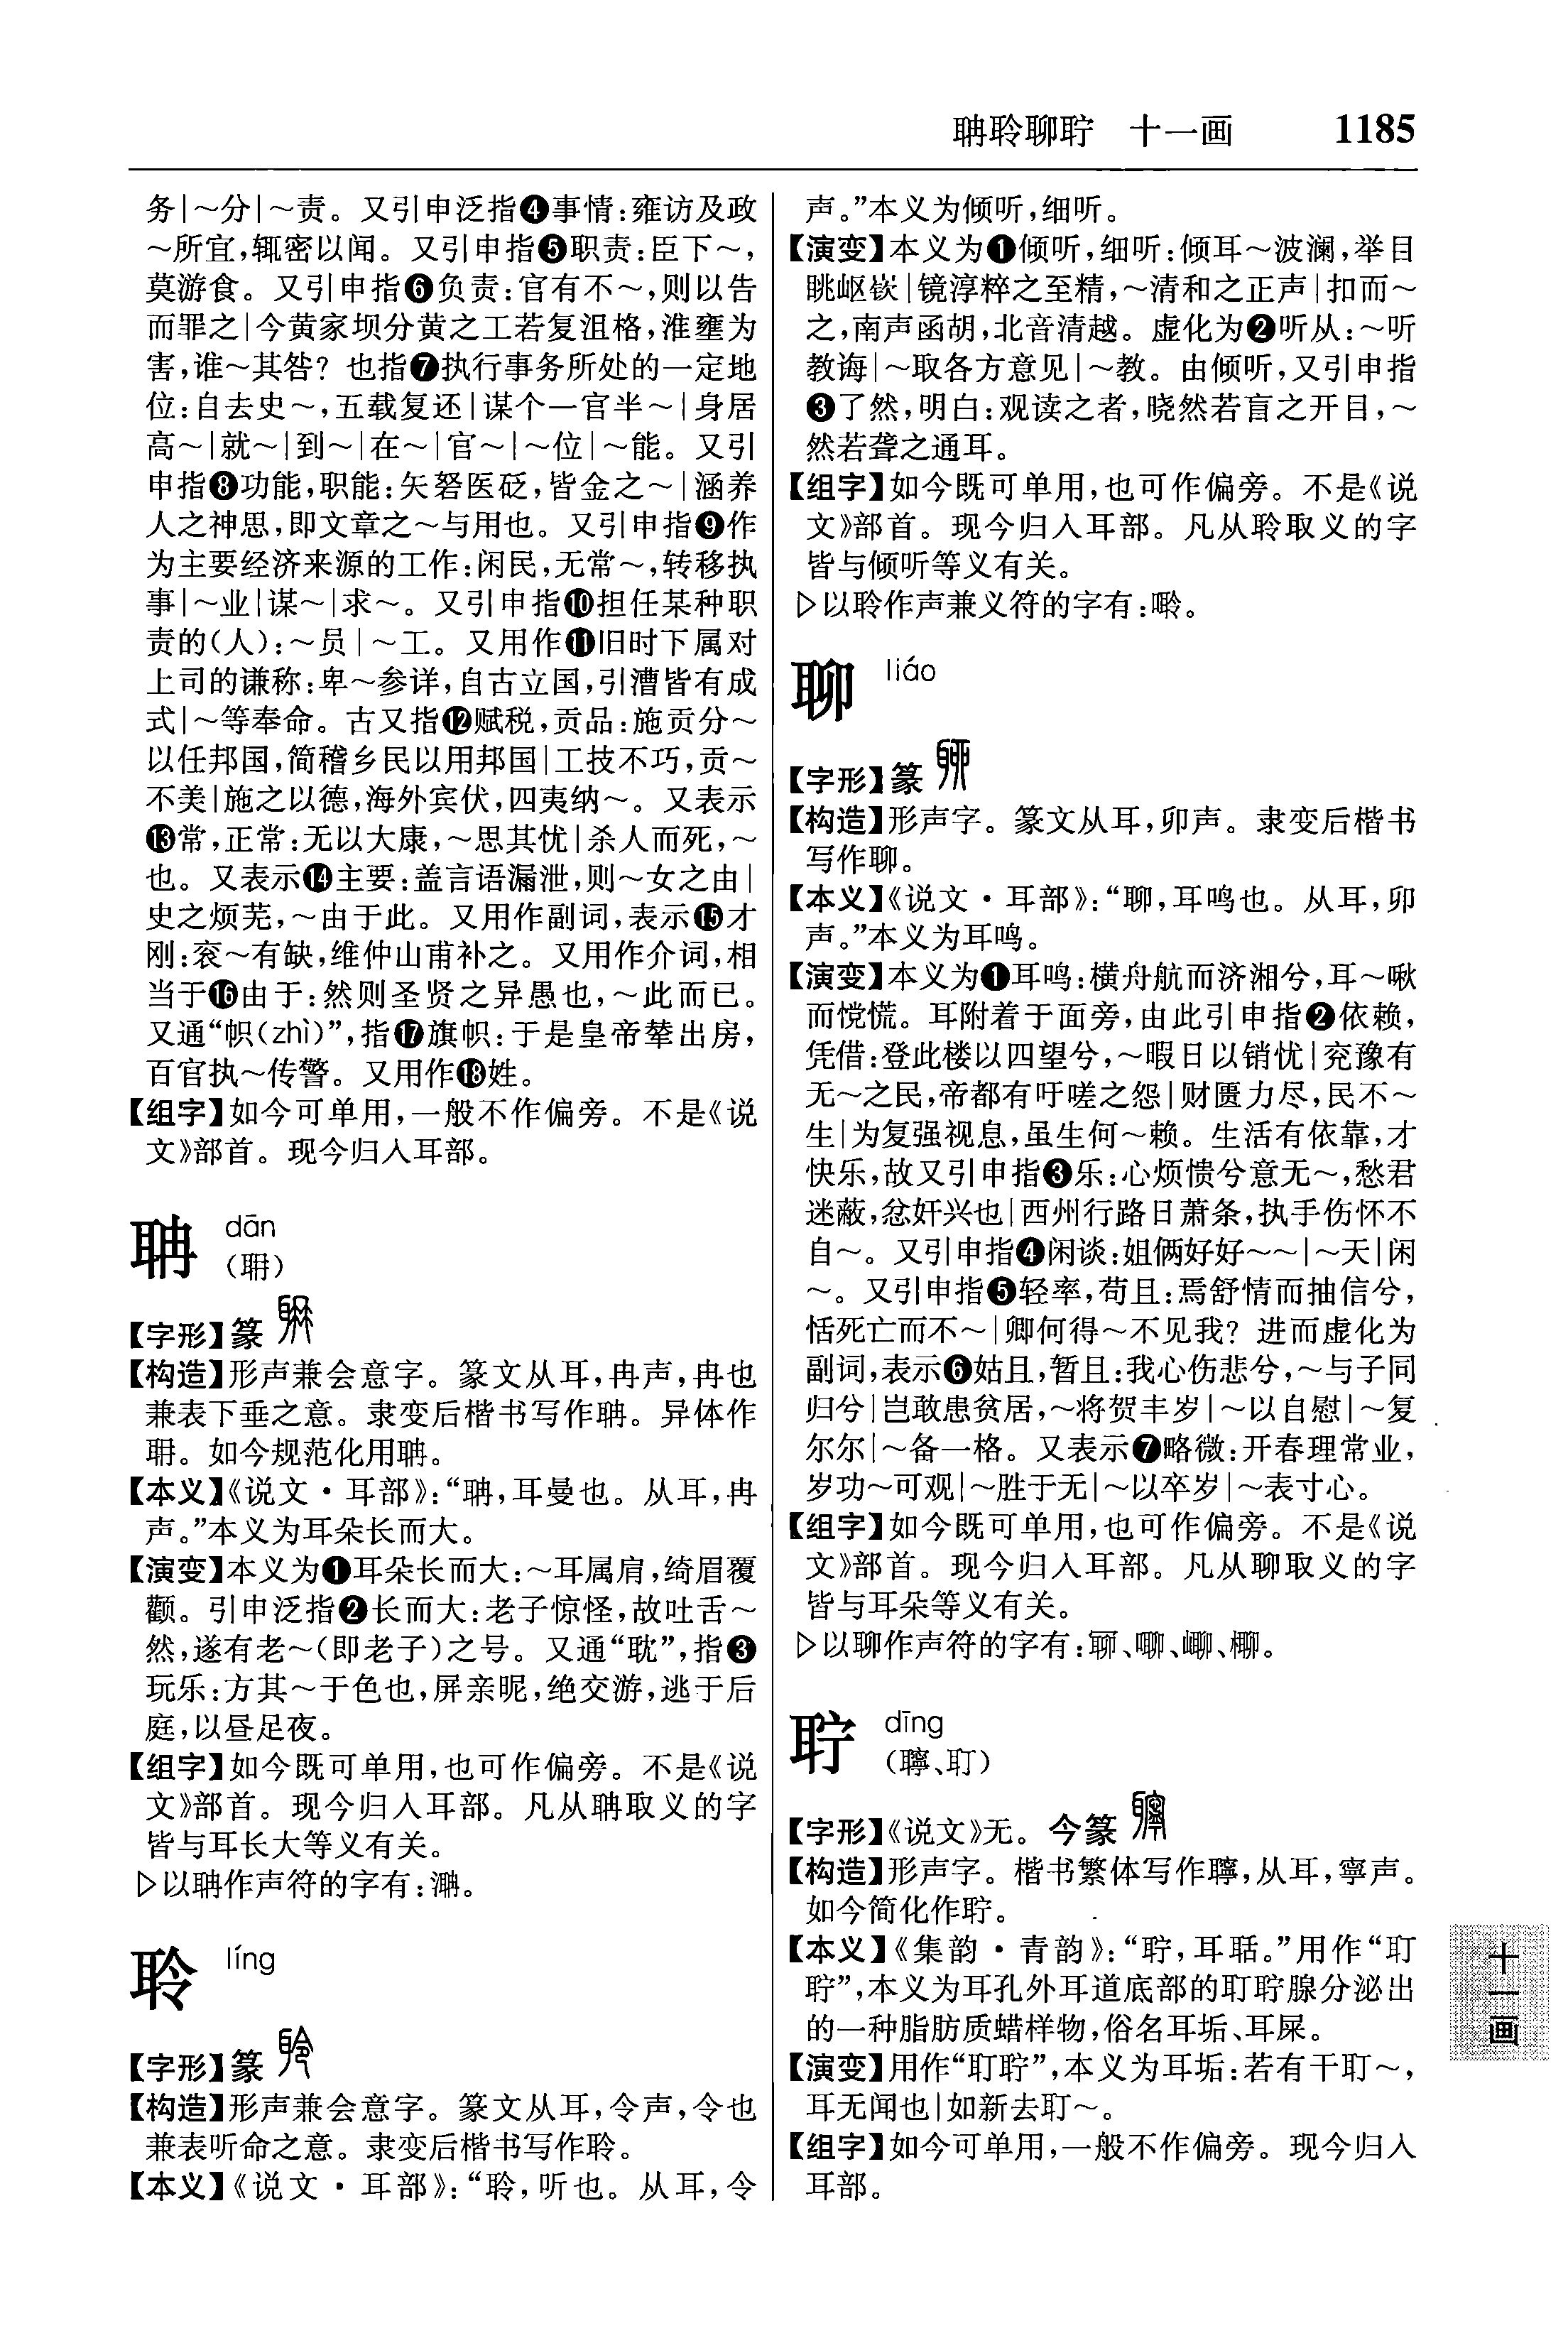 聃聆聊聍 十一画 1185
务|～分|～责。又引申泛指❹事情:雍访及政
～所宜,辄密以闻。又引申指❺职责:臣下～,
莫游食。又引申指❻负责:官有不～,则以告
而罪之|今黄家坝分黄之工若复沮格,淮壅为
害,谁～其咎? 也指❼执行事务所处的一定地
位:自去史～,五载复还|谋个一官半～|身居
高～|就～|到～|在～|官～|～位|～能。又引
申指❽功能,职能:矢砮医砭,皆金之～|涵养
人之神思,即文章之～与用也。又引申指❾作
为主要经济来源的工作:闲民,无常～,转移执
事|～业|谋～|求～。又引申指❿担任某种职
责的(人):～员|～工。又用作⓫旧时下属对
上司的谦称:卑～参详,自古立国,引漕皆有成
式|～等奉命。古又指⓬赋税,贡品:施贡分～
以任邦国,简稽乡民以用邦国|工技不巧,贡～
不美|施之以德,海外宾伏,四夷纳～。又表示
⓭常,正常:无以大康,～思其忧|杀人而死,～
也。又表示⓮主要:盖言语漏泄,则～女之由|
史之烦芜,～由于此。又用作副词,表示⓯才
刚:衮～有缺,维仲山甫补之。又用作介词,相
当于⓰由于:然则圣贤之异愚也,～此而已。
又通“帜(zhì)”,指⓱旗帜:于是皇帝辇出房,
百官执～传警。又用作⓲姓。
【组字】如今可单用,一般不作偏旁。不是《说
文》部首。现今归入耳部。
聃 dān
(耼)
【字形】篆
【构造】形声兼会意字。篆文从耳,冉声,冉也
兼表下垂之意。隶变后楷书写作聃。异体作
耼。如今规范化用聃。
【本义】《说文·耳部》:“聃,耳曼也。从耳,冉
声。”本义为耳朵长而大。
【演变】本义为❶耳朵长而大:～耳属肩,绮眉覆
颧。引申泛指❷长而大:老子惊怪,故吐舌～
然,遂有老～(即老子)之号。又通“耽”,指❸
玩乐:方其～于色也,屏亲昵,绝交游,逃于后
庭,以昼足夜。
【组字】如今既可单用,也可作偏旁。不是《说
文》部首。现今归入耳部。凡从聃取义的字
皆与耳长大等义有关。
▷以聃作声符的字有:。
聆 líng
【字形】篆
【构造】形声兼会意字。篆文从耳,令声,令也
兼表听命之意。隶变后楷书写作聆。
【本义】《说文·耳部》:“聆,听也。从耳,令
声。”本义为倾听,细听。
【演变】本义为❶倾听,细听:倾耳～波澜,举目
眺岖嵚|镜淳粹之至精,～清和之正声|扣而～
之,南声函胡,北音清越。虚化为❷听从:～听
教诲|～取各方意见|～教。由倾听,又引申指
❸了然,明白:观读之者,晓然若盲之开目,～
然若聋之通耳。
【组字】如今既可单用,也可作偏旁。不是《说
文》部首。现今归入耳部。凡从聆取义的字
皆与倾听等义有关。
▷以聆作声兼义符的字有:。
聊 liáo
【字形】篆
【构造】形声字。篆文从耳,卯声。隶变后楷书
写作聊。
【本义】《说文·耳部》:“聊,耳鸣也。从耳,卯
声。”本义为耳鸣。
【演变】本义为❶耳鸣:横舟航而济湘兮,耳～啾
而戃慌。耳附着于面旁,由此引申指❷依赖,
凭借:登此楼以四望兮,～暇日以销忧|兖豫有
无～之民,帝都有吁嗟之怨|财匮力尽,民不～
生|为复强视息,虽生何～赖。生活有依靠,才
快乐,故又引申指❸乐:心烦愦兮意无～,愁君
迷蔽,忿奸兴也|西州行路日萧条,执手伤怀不
自～。又引申指❹闲谈:姐俩好好～～|～天|闲
～。又引申指❺轻率,苟且:焉舒情而抽信兮,
恬死亡而不～|卿何得～不见我? 进而虚化为
副词,表示❻姑且,暂且:我心伤悲兮,～与子同
归兮|岂敢患贫居,～将贺丰岁|～以自慰|～复
尔尔|～备一格。又表示❼略微:开春理常业,
岁功～可观|～胜于无|～以卒岁|～表寸心。
【组字】如今既可单用,也可作偏旁。不是《说
文》部首。现今归入耳部。凡从聊取义的字
皆与耳朵等义有关。
▷以聊作声符的字有:、嘐、、。
聍 dīng
(聹、耵)
【字形】《说文》无。今篆
【构造】形声字。楷书繁体写作聹,从耳,寧声。
如今简化作聍。
【本义】《集韵·青韵》:“聍,耳聒。”用作“耵
聍”,本义为耳孔外耳道底部的耵聍腺分泌出
的一种脂肪质蜡样物,俗名耳垢、耳屎。
【演变】用作“耵聍”,本义为耳垢:若有干耵～,
耳无闻也|如新去耵～。
【组字】如今可单用,一般不作偏旁。现今归入
耳部。
十一画